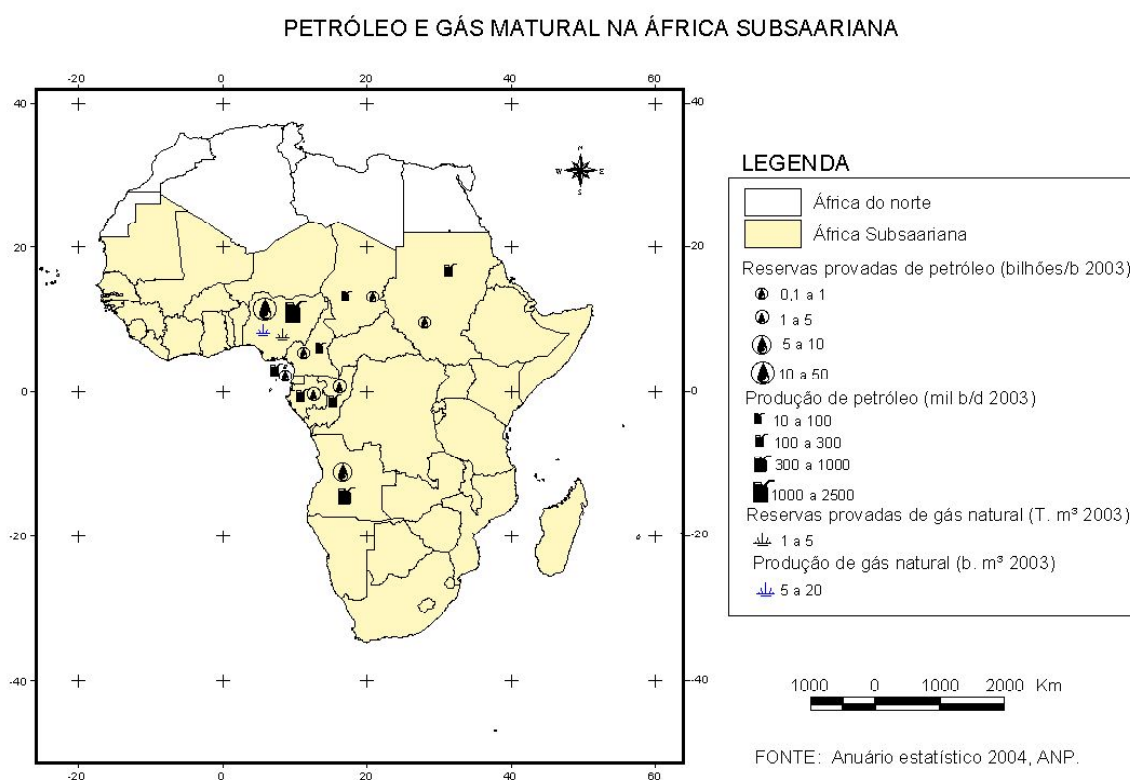 PETRÓLEO E GÁS MATURAL NA ÁFRICA SUBSAARIANA
-20 0 20 40 60
40 40
20 20
0 0
-20 -20
-40 -40
-20 0 20 40 60
N
W E
S
LEGENDA
África do norte
África Subsaariana
Reservas provadas de petróleo (bilhões/b 2003)
0,1 a 1
1 a 5
5 a 10
10 a 50
Produção de petróleo (mil b/d 2003)
10 a 100
100 a 300
300 a 1000
1000 a 2500
Reservas provadas de gás natural (T. m³ 2003)
1 a 5
Produção de gás natural (b. m³ 2003)
5 a 20
1000 0 1000 2000 Km
FONTE: Anuário estatístico 2004, ANP.